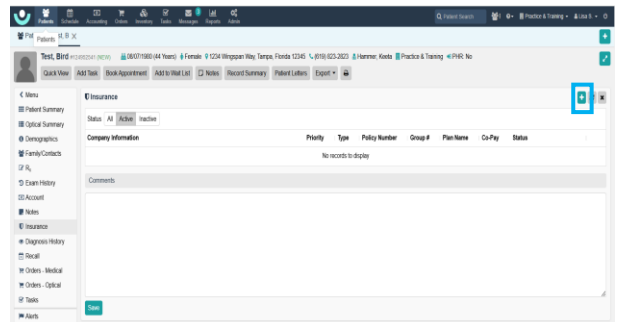 Patients Schedule Accounting Orders Inventory Tasks Messages Reports Admin Patient Search Practice & Training Lisa S.
Patients st, B X
Test, Bird (NEW) 08/07/1980 (44 Years) Female 1234 Wingspan Way, Tampa, Florida 12345 (619) 823-2823 Hammer, Keeta Practice & Training PHR: No
Quick View Add Task Book Appointment Add to Wait List Notes Record Summary Patient Letters Export
Menu
Insurance
Patient Summary
Status All Active Inactive
Optical Summary
Demographics
Company Information Priority Type Policy Number Group # Plan Name Co-Pay Status
Family/Contacts
No records to display
Rx
Exam History
Comments
Account
Notes
Insurance
Diagnosis History
Recall
Orders - Medical
Orders - Optical
Tasks
Save
Alerts